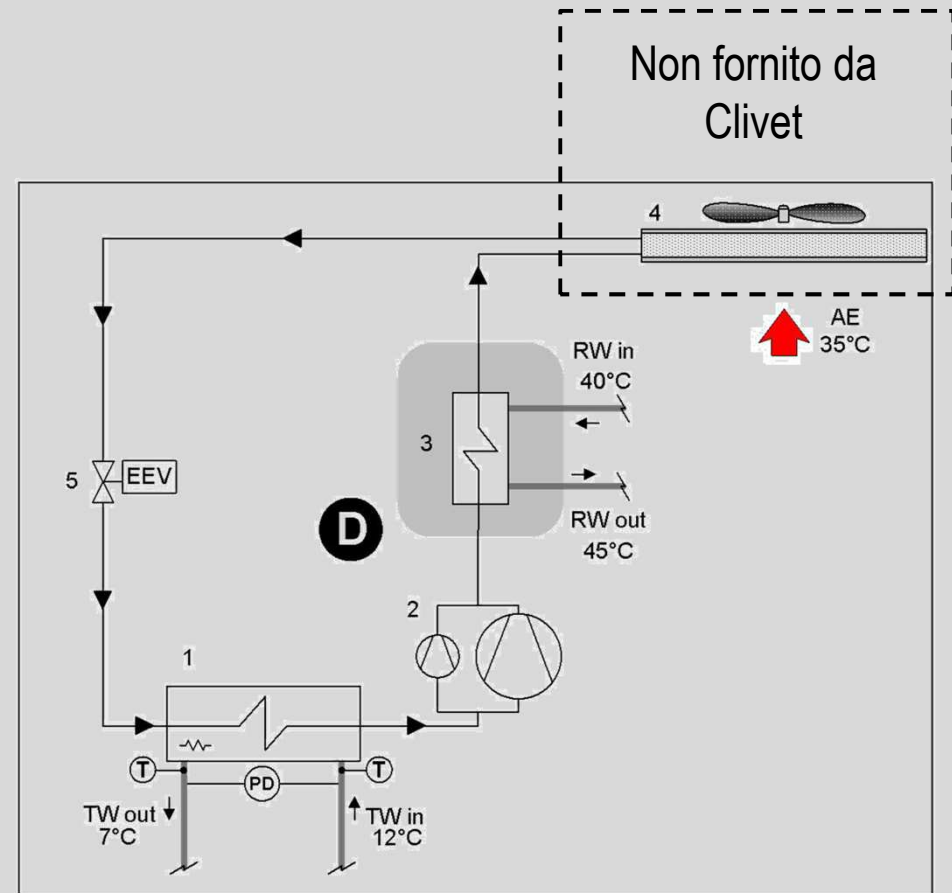 Non fornito da
Clivet
4
AE
35°C
RW in
40°C
3
5
EEV
D
RW out
45°C
2
1
T
PD
T
TW out
7°C
TW in
12°C